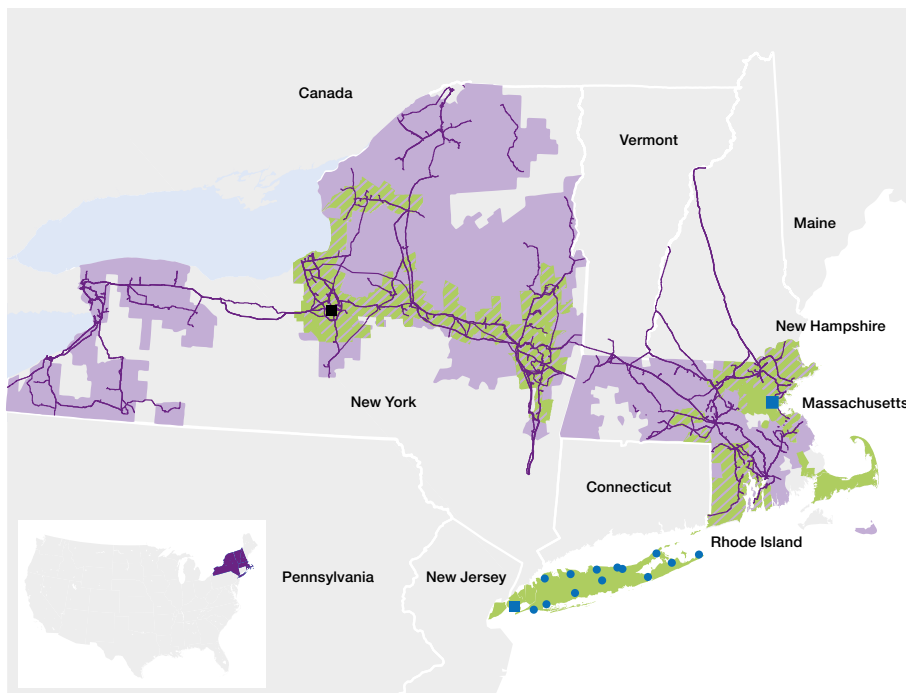 Canada
Vermont
Maine
New Hampshire
New York
Massachusetts
Connecticut
Rhode Island
Pennsylvania
New Jersey